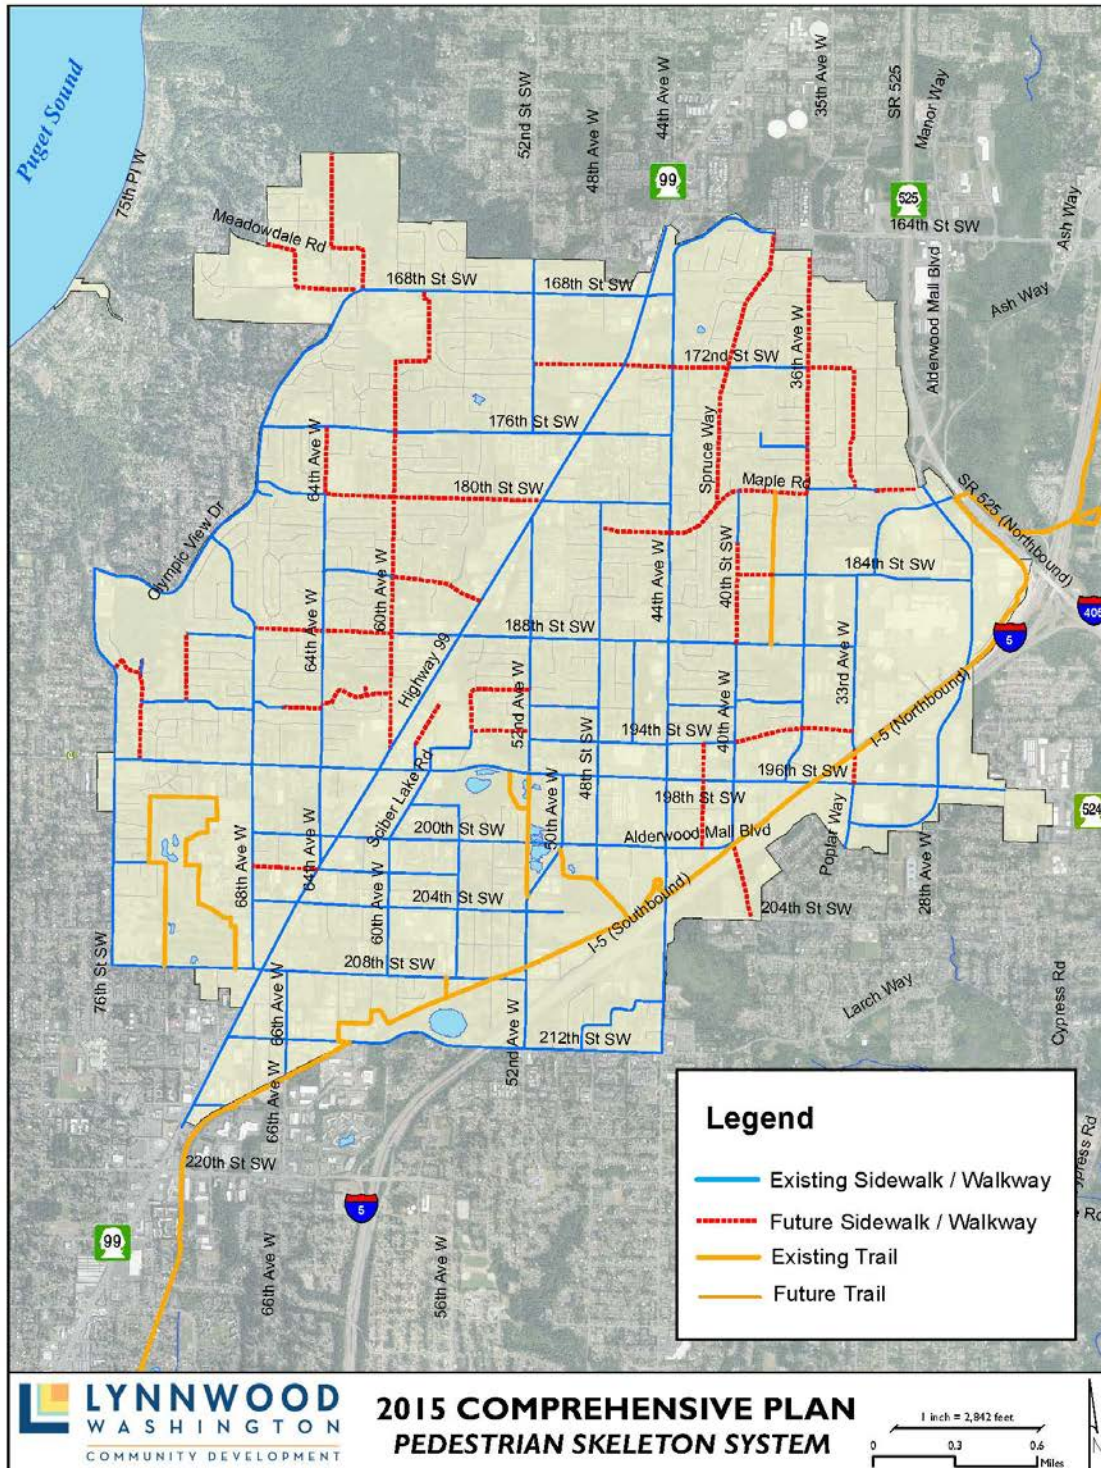 Puget Sound
75th Pl W
52nd St SW
48th Ave W
44th Ave W
35th Ave W
SR 525
Manor Way
99
525
164th St SW
Ash Way
Ash Way
Alderwood Mall Blvd
Meadowdale Rd
168th St SW
168th St SW
172nd St SW
36th Ave W
176th St SW
64th Ave W
Spruce Way
180th St SW
Maple Rd
SR 525 (Northbound)
Olympic View Dr
60th Ave W
44th Ave W
40th St SW
184th St SW
405
5
64th Ave W
188th St SW
Highway 99
33rd Ave W
52nd Ave W
40th Ave W
I-5 (Northbound)
194th St SW
48th St SW
196th St SW
Sciber Lake Rd
198th St SW
524
50th Ave W
200th St SW
Alderwood Mall Blvd
Poplar Way
64th Ave W
68th Ave W
28th Ave W
60th Ave W
204th St SW
204th St SW
I-5 (Southbound)
76th St SW
208th St SW
66th Ave W
Larch Way
Cypress Rd
52nd Ave W
212th St SW
66th Ave W
220th St SW
5
99
66th Ave W
56th Ave W
ypress Rd
Legend
Existing Sidewalk / Walkway
Future Sidewalk / Walkway
Existing Trail
Future Trail
LYNNWOOD
WASHINGTON
COMMUNITY DEVELOPMENT
2015 COMPREHENSIVE PLAN
PEDESTRIAN SKELETON SYSTEM
1 inch = 2,842 feet
0 0.3 0.6
Miles
N